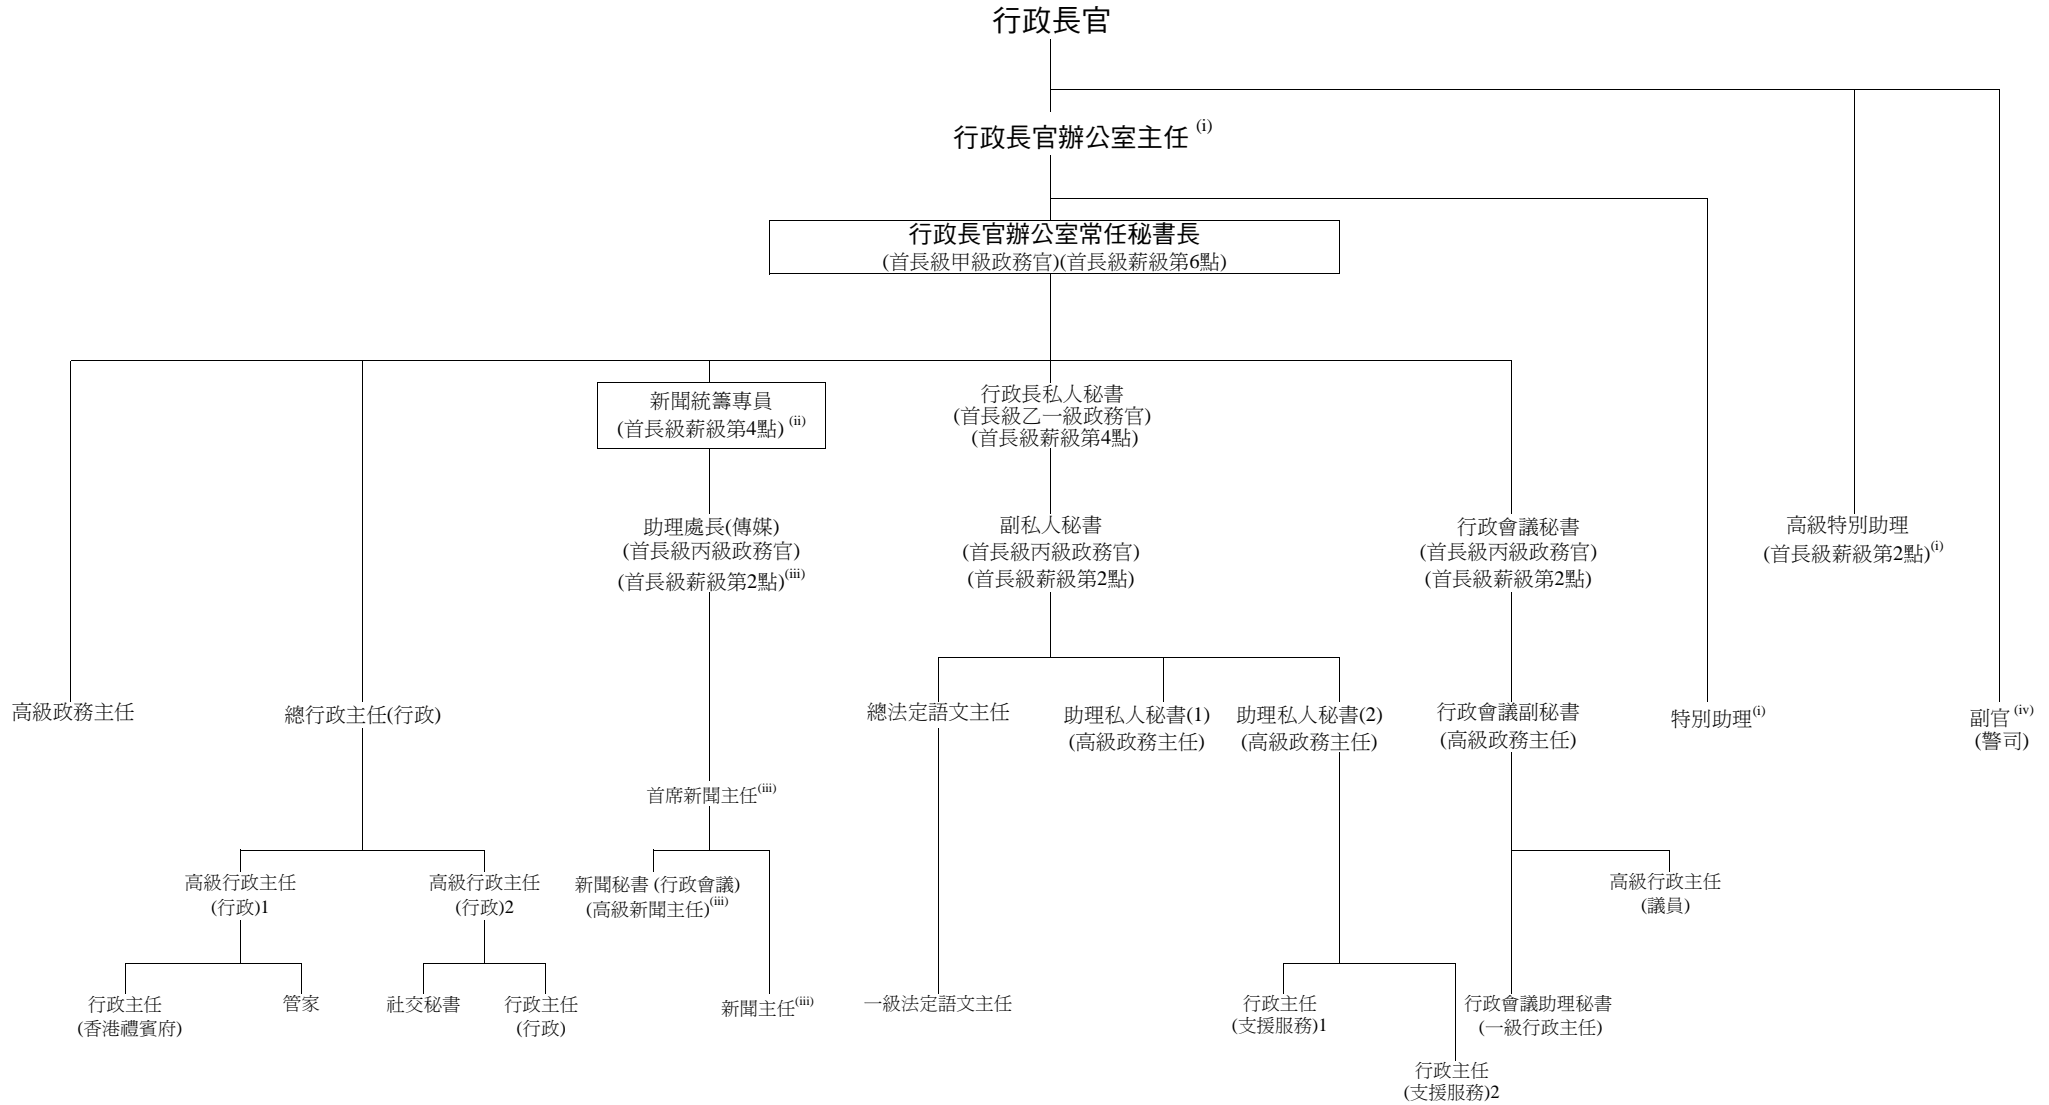 行政長官
行政長官辦公室主任 (i)
行政長官辦公室常任秘書長
(首長級甲級政務官)(首長級薪級第6點)
新聞統籌專員
(首長級薪級第4點) (ii)
行政長私人秘書
(首長級乙一級政務官)
(首長級薪級第4點)
助理處長(傳媒)
(首長級丙級政務官)
(首長級薪級第2點)(iii)
副私人秘書
(首長級丙級政務官)
(首長級薪級第2點)
行政會議秘書
(首長級丙級政務官)
(首長級薪級第2點)
高級特別助理
(首長級薪級第2點)(i)
高級政務主任
總行政主任(行政)
總法定語文主任
助理私人秘書(1)
(高級政務主任)
助理私人秘書(2)
(高級政務主任)
行政會議副秘書
(高級政務主任)
特別助理(i)
副官 (iv)
(警司)
首席新聞主任(iii)
高級行政主任
(行政)1
高級行政主任
(行政)2
新聞秘書 (行政會議)
(高級新聞主任)(iii)
高級行政主任
(議員)
行政主任
(香港禮賓府)
管家
社交秘書
行政主任
(行政)
新聞主任(iii)
一級法定語文主任
行政主任
(支援服務)1
行政會議助理秘書
(一級行政主任)
行政主任
(支援服務)2